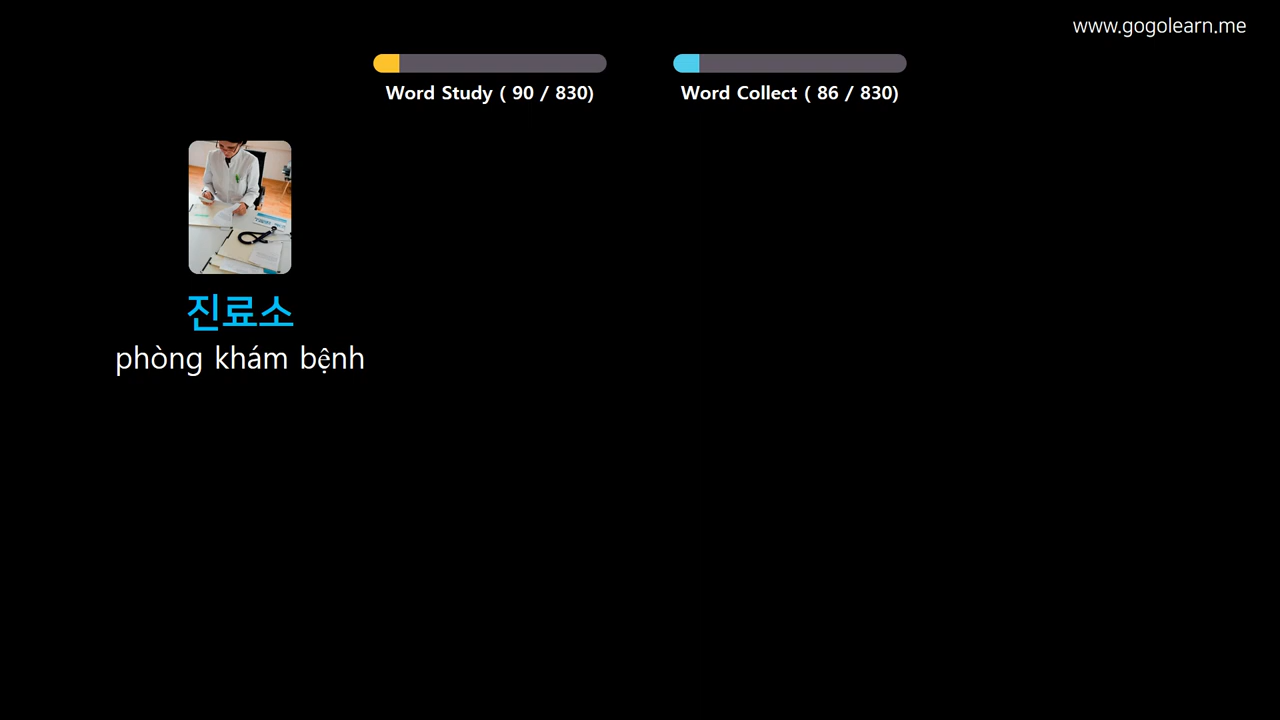 www.gogolearn.me
Word Study ( 90 / 830)
Word Collect ( 86 / 830)
진료소
phòng khám bệnh